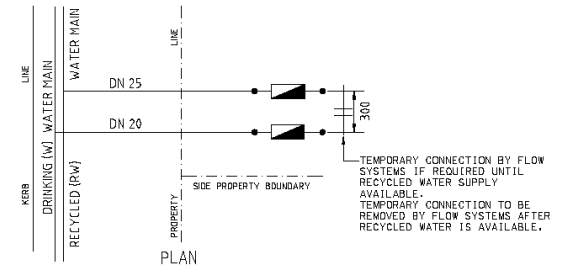 KERB LINE
DRINKING (W) WATER MAIN
RECYCLED (RW) WATER MAIN
PROPERTY LINE
DN 25
DN 20
300
SIDE PROPERTY BOUNDARY
TEMPORARY CONNECTION BY FLOW
SYSTEMS IF REQUIRED UNTIL
RECYCLED WATER SUPPLY
AVAILABLE.
TEMPORARY CONNECTION TO BE
REMOVED BY FLOW SYSTEMS AFTER
RECYCLED WATER IS AVAILABLE.
PLAN